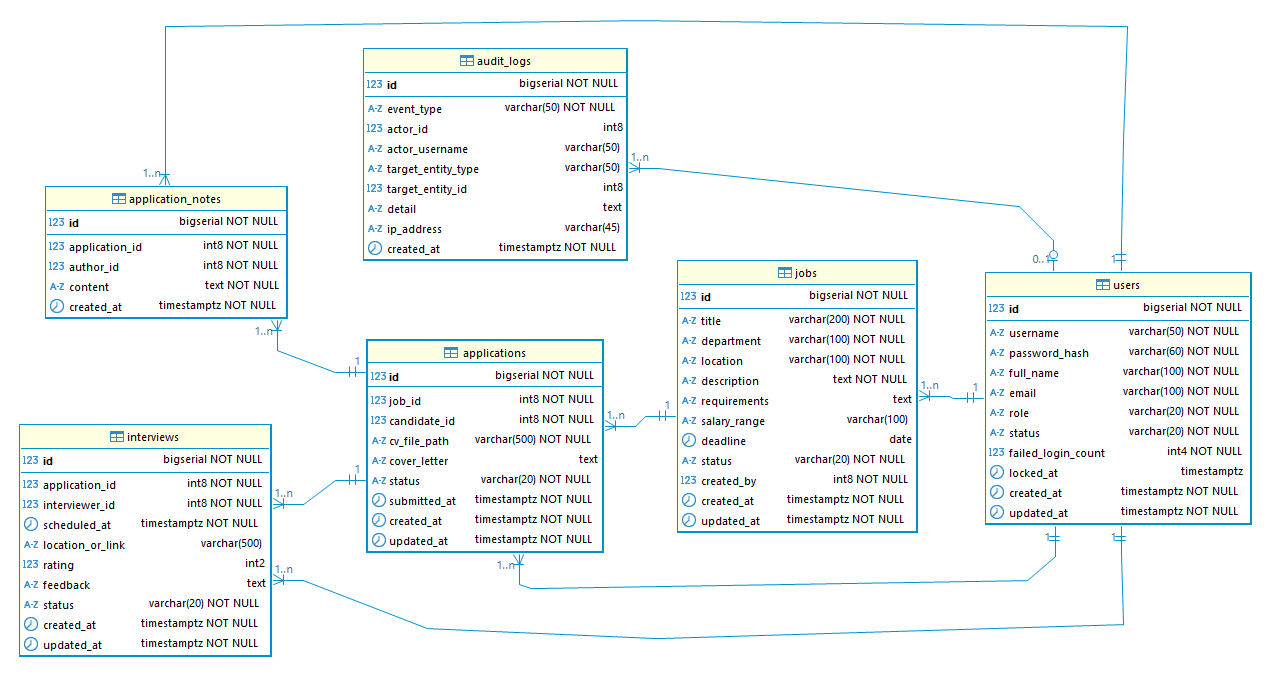 audit_logs
123 id bigserial NOT NULL
A-Z event_type varchar(50) NOT NULL
123 actor_id int8
A-Z actor_username varchar(50)
A-Z target_entity_type varchar(50)
123 target_entity_id int8
A-Z detail text
A-Z ip_address varchar(45)
created_at timestamptz NOT NULL
1..n
0..1
1
1..n
application_notes
123 id bigserial NOT NULL
123 application_id int8 NOT NULL
123 author_id int8 NOT NULL
A-Z content text NOT NULL
created_at timestamptz NOT NULL
1..n
1
jobs
123 id bigserial NOT NULL
A-Z title varchar(200) NOT NULL
A-Z department varchar(100) NOT NULL
A-Z location varchar(100) NOT NULL
A-Z description text NOT NULL
A-Z requirements text
A-Z salary_range varchar(100)
deadline date
A-Z status varchar(20) NOT NULL
123 created_by int8 NOT NULL
created_at timestamptz NOT NULL
updated_at timestamptz NOT NULL
1..n
1
users
123 id bigserial NOT NULL
A-Z username varchar(50) NOT NULL
A-Z password_hash varchar(60) NOT NULL
A-Z full_name varchar(100) NOT NULL
A-Z email varchar(100) NOT NULL
A-Z role varchar(20) NOT NULL
A-Z status varchar(20) NOT NULL
123 failed_login_count int4 NOT NULL
locked_at timestamptz
created_at timestamptz NOT NULL
updated_at timestamptz NOT NULL
1
1
applications
123 id bigserial NOT NULL
123 job_id int8 NOT NULL
123 candidate_id int8 NOT NULL
A-Z cv_file_path varchar(500) NOT NULL
A-Z cover_letter text
A-Z status varchar(20) NOT NULL
submitted_at timestamptz NOT NULL
created_at timestamptz NOT NULL
updated_at timestamptz NOT NULL
1..n
1
1..n
interviews
123 id bigserial NOT NULL
123 application_id int8 NOT NULL
123 interviewer_id int8 NOT NULL
scheduled_at timestamptz NOT NULL
A-Z location_or_link varchar(500)
123 rating int2
A-Z feedback text
A-Z status varchar(20) NOT NULL
created_at timestamptz NOT NULL
updated_at timestamptz NOT NULL
1..n
1
1..n